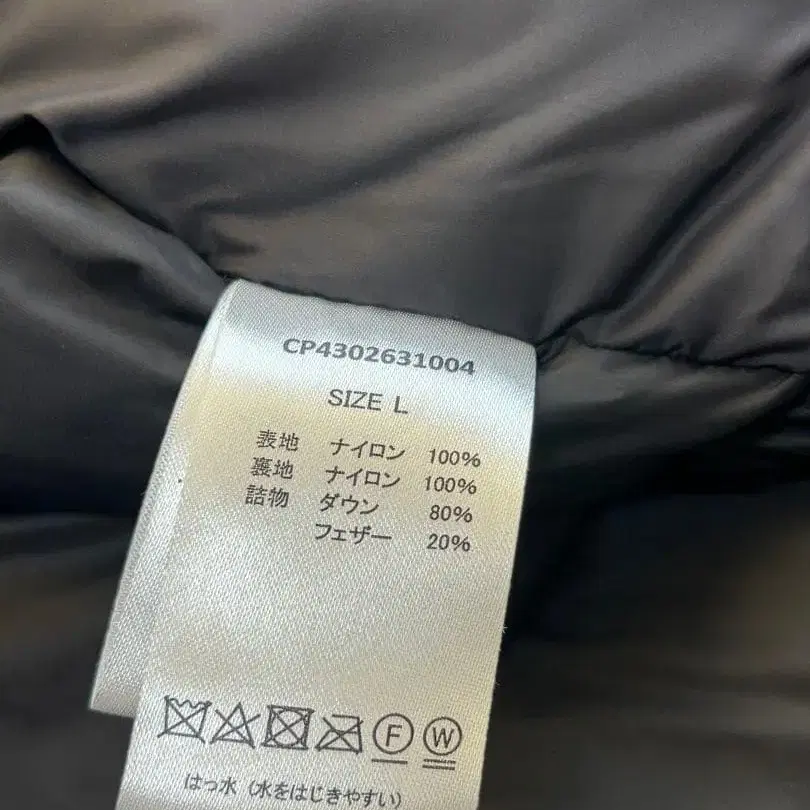 CP4302631004
SIZE L
表地 ナイロン 100%
裏地 ナイロン 100%
詰物 ダウン 80%
フェザー 20%
F W
はっ水（水をはじきやすい）